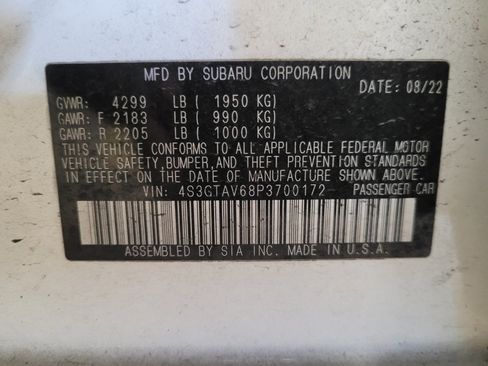 MFD BY SUBARU CORPORATION
DATE: 08/22
GVWR: 4299 LB ( 1950 KG)
GAWR: F 2183 LB ( 990 KG)
GAWR: R 2205 LB ( 1000 KG)
THIS VEHICLE CONFORMS TO ALL APPLICABLE FEDERAL MOTOR
VEHICLE SAFETY, BUMPER, AND THEFT PREVENTION STANDARDS
IN EFFECT ON THE DATE OF MANUFACTURE SHOWN ABOVE.
VIN: 4S3GTAV68P3700172 PASSENGER CAR
ASSEMBLED BY SIA INC. MADE IN U.S.A.